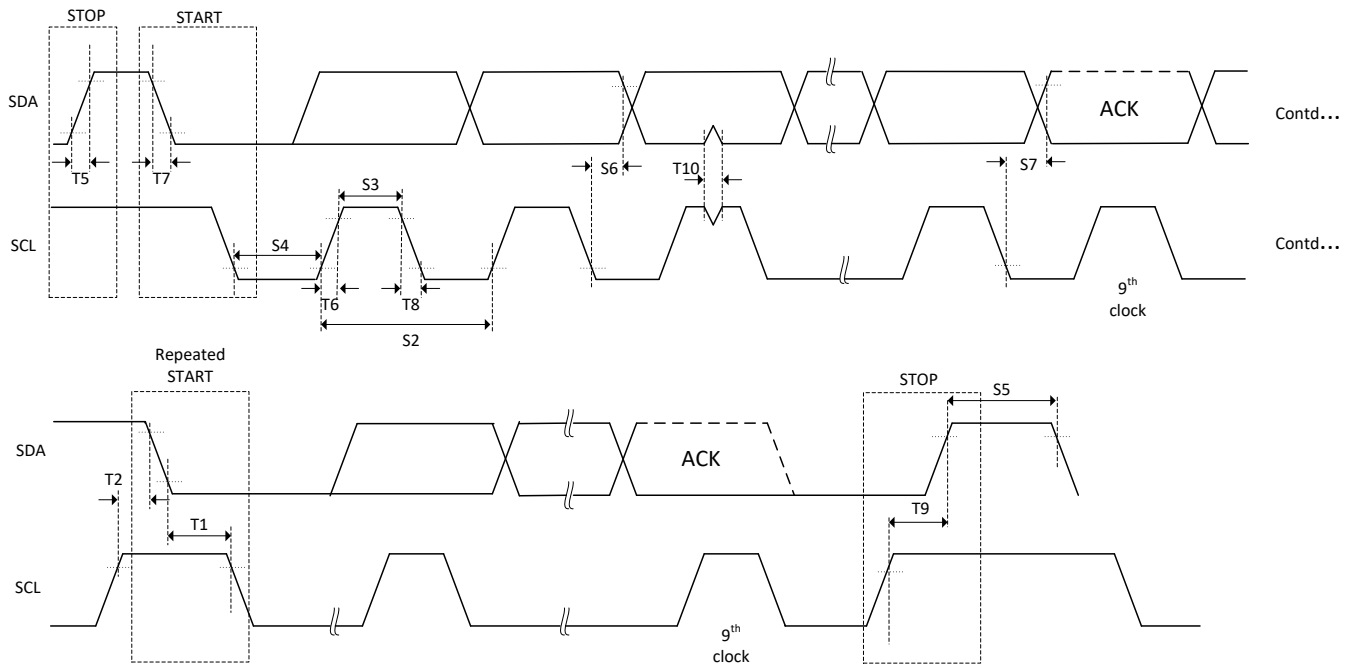 STOP
START
SDA
ACK
Contd...
T5
T7
S6
T10
S7
S3
SCL
S4
Contd...
T6
T8
9th
clock
S2
Repeated
START
STOP
S5
SDA
ACK
T2
T9
T1
SCL
9th
clock